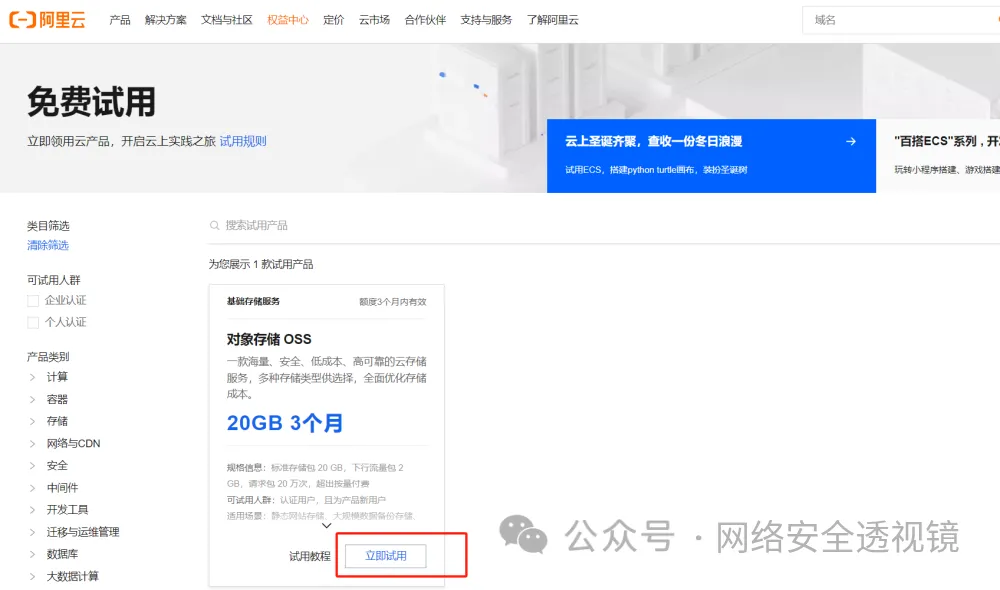 阿里云 产品 解决方案 文档与社区 权益中心 定价 云市场 合作伙伴 支持与服务 了解阿里云 域名
免费试用
立即领用云产品，开启云上实践之旅 试用规则
云上圣诞齐聚，查收一份冬日浪漫
试用ECS，搭建python turtle画布，装扮圣诞树
"百搭ECS"系列，开
玩转小程序搭建、游戏搭建
类目筛选
清除筛选
可试用人群
企业认证
个人认证
产品类别
计算
容器
存储
网络与CDN
安全
中间件
开发工具
迁移与运维管理
数据库
大数据计算
搜索试用产品
为您展示 1 款试用产品
基础存储服务 额度3个月内有效
对象存储 OSS
一款海量、安全、低成本、高可靠的云存储
服务，多种存储类型供选择，全面优化存储
成本。
20GB 3个月
规格信息：标准存储包 20 GB，下行流量包 2
GB，请求包 20 万次，超出按量付费
可试用人群：认证用户，且为产品新用户
适用场景：静态网站存储、大规模数据备份存储、
试用教程 立即试用
公众号 · 网络安全透视镜